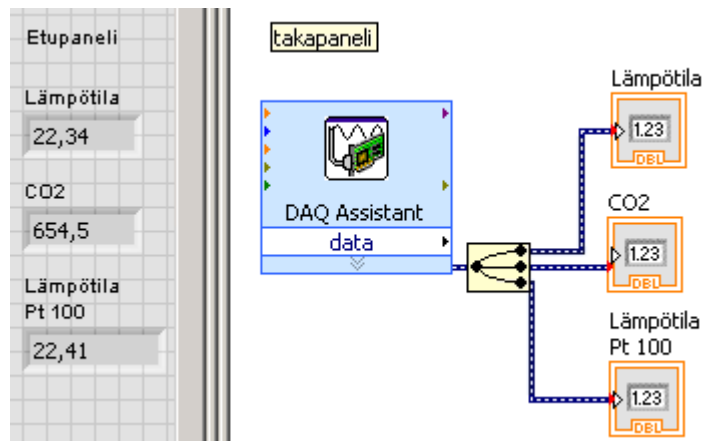 Etupaneli
Lämpötila
22,34
CO2
654,5
Lämpötila
Pt 100
22,41
takapaneli
DAQ Assistant
data
Lämpötila
1.23
DBL
CO2
1.23
DBL
Lämpötila
Pt 100
1.23
DBL